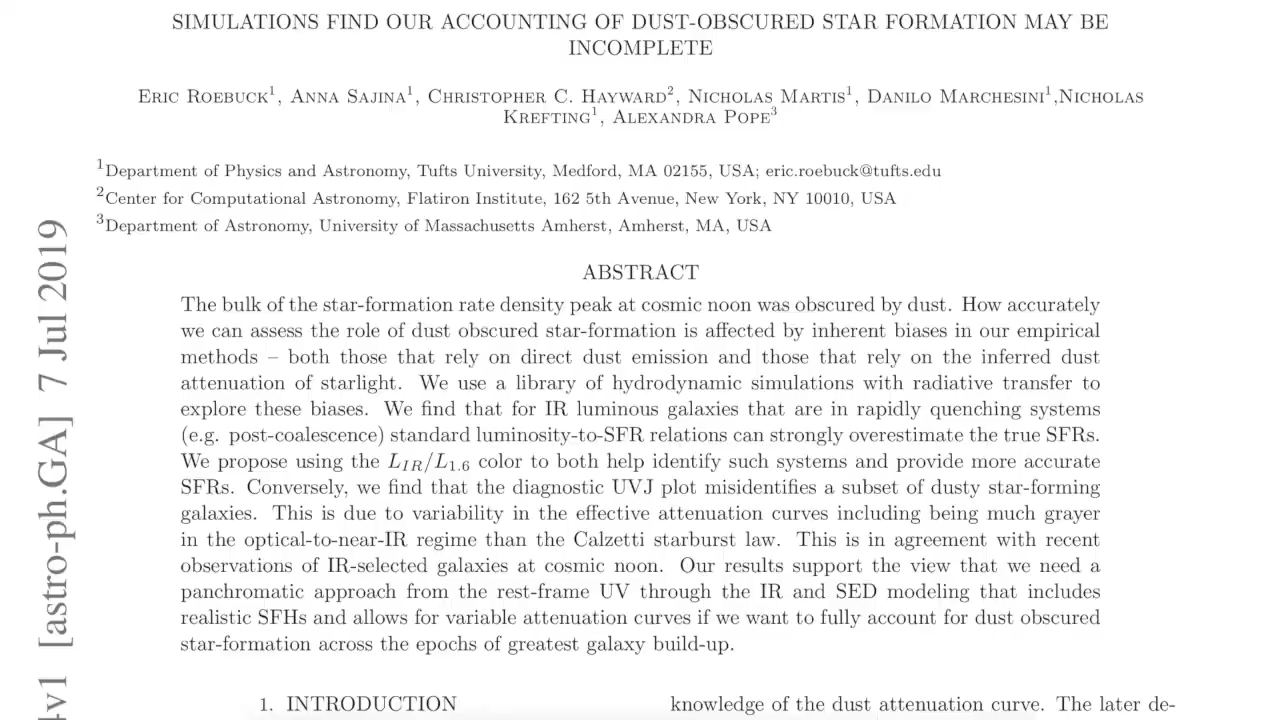 SIMULATIONS FIND OUR ACCOUNTING OF DUST-OBSCURED STAR FORMATION MAY BE
INCOMPLETE
Eric Roebuck1, Anna Sajina1, Christopher C. Hayward2, Nicholas Martis1, Danilo Marchesini1,Nicholas
Krefting1, Alexandra Pope3
1Department of Physics and Astronomy, Tufts University, Medford, MA 02155, USA; eric.roebuck@tufts.edu
2Center for Computational Astronomy, Flatiron Institute, 162 5th Avenue, New York, NY 10010, USA
3Department of Astronomy, University of Massachusetts Amherst, Amherst, MA, USA
ABSTRACT
The bulk of the star-formation rate density peak at cosmic noon was obscured by dust. How accurately
we can assess the role of dust obscured star-formation is affected by inherent biases in our empirical
methods – both those that rely on direct dust emission and those that rely on the inferred dust
attenuation of starlight. We use a library of hydrodynamic simulations with radiative transfer to
explore these biases. We find that for IR luminous galaxies that are in rapidly quenching systems
(e.g. post-coalescence) standard luminosity-to-SFR relations can strongly overestimate the true SFRs.
We propose using the LIR/L1.6 color to both help identify such systems and provide more accurate
SFRs. Conversely, we find that the diagnostic UVJ plot misidentifies a subset of dusty star-forming
galaxies. This is due to variability in the effective attenuation curves including being much grayer
in the optical-to-near-IR regime than the Calzetti starburst law. This is in agreement with recent
observations of IR-selected galaxies at cosmic noon. Our results support the view that we need a
panchromatic approach from the rest-frame UV through the IR and SED modeling that includes
realistic SFHs and allows for variable attenuation curves if we want to fully account for dust obscured
star-formation across the epochs of greatest galaxy build-up.
1. INTRODUCTION
knowledge of the dust attenuation curve. The later de-
4v1 [astro-ph.GA] 7 Jul 2019